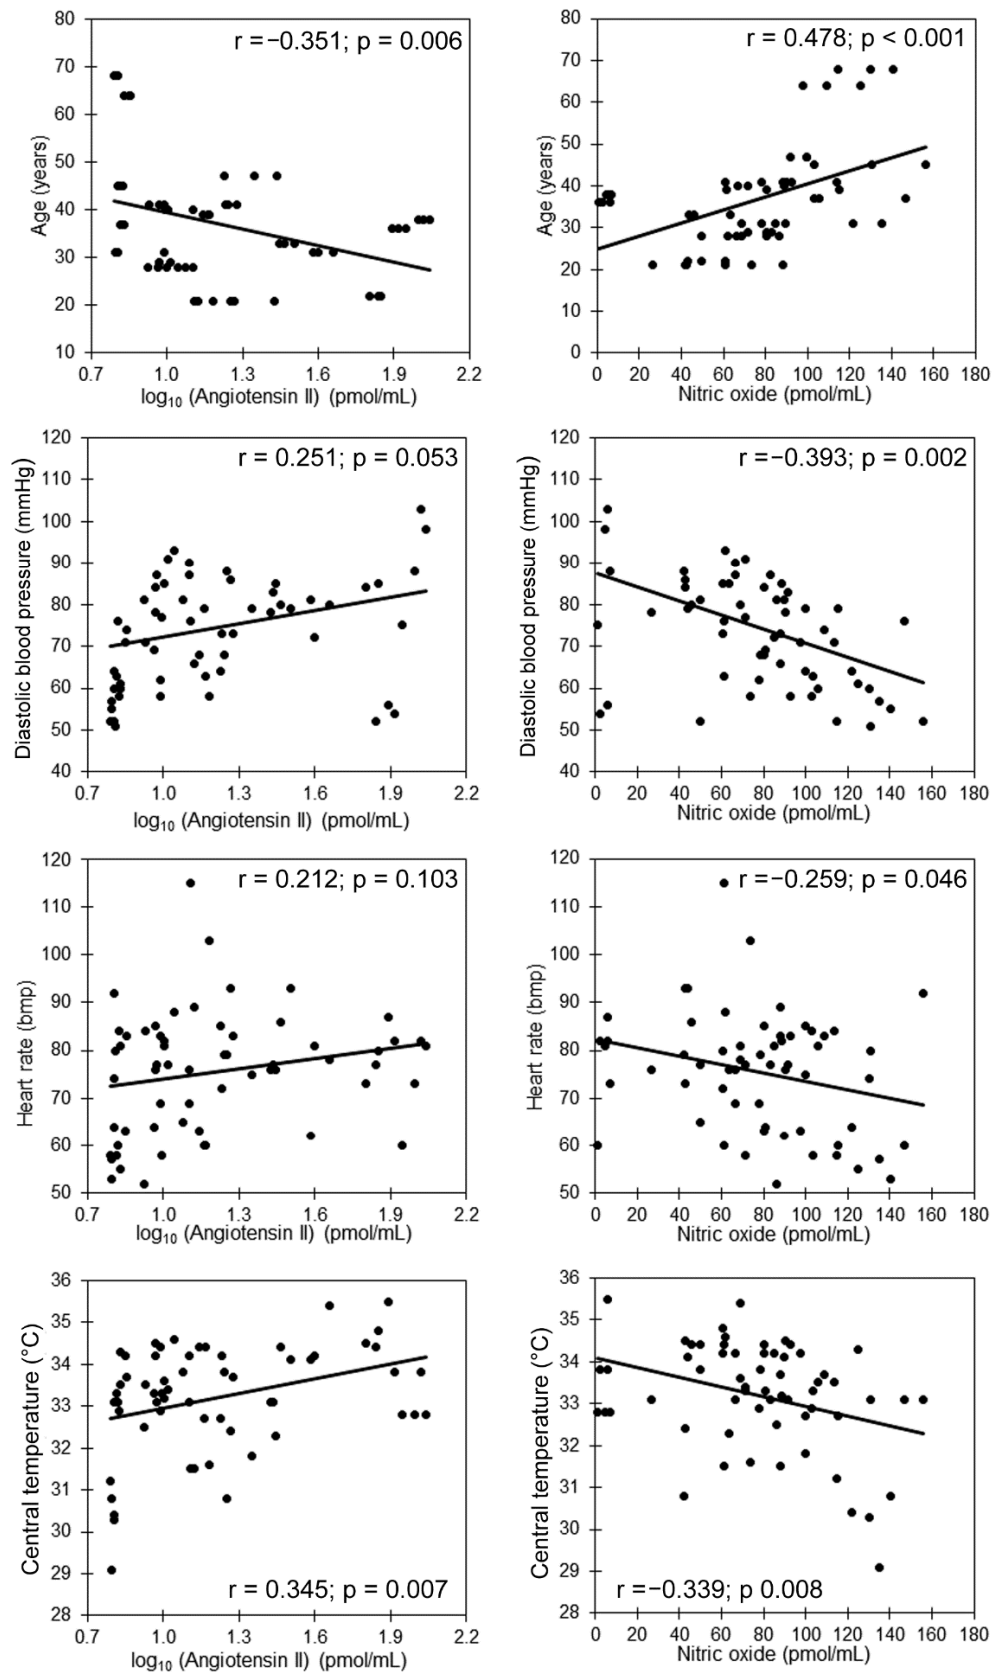 r =−0.351; p = 0.006
80
70
60
50
40
30
20
10
Age (years)
0.7 1.0 1.3 1.6 1.9 2.2
log₁₀ (Angiotensin II) (pmol/mL)
r = 0.478; p < 0.001
80
70
60
50
40
30
20
10
0
Age (years)
0 20 40 60 80 100 120 140 160 180
Nitric oxide (pmol/mL)
r = 0.251; p = 0.053
120
110
100
90
80
70
60
50
40
Diastolic blood pressure (mmHg)
0.7 1.0 1.3 1.6 1.9 2.2
log₁₀ (Angiotensin II) (pmol/mL)
r =−0.393; p = 0.002
120
110
100
90
80
70
60
50
40
Diastolic blood pressure (mmHg)
0 20 40 60 80 100 120 140 160 180
Nitric oxide (pmol/mL)
r = 0.212; p = 0.103
120
110
100
90
80
70
60
50
Heart rate (bmp)
0.7 1.0 1.3 1.6 1.9 2.2
log₁₀ (Angiotensin II) (pmol/mL)
r =−0.259; p = 0.046
120
110
100
90
80
70
60
50
Heart rate (bmp)
0 20 40 60 80 100 120 140 160 180
Nitric oxide (pmol/mL)
36
35
34
33
32
31
30
29
28
Central temperature (°C)
r = 0.345; p = 0.007
0.7 1.0 1.3 1.6 1.9 2.2
log₁₀ (Angiotensin II) (pmol/mL)
36
35
34
33
32
31
30
29
28
Central temperature (°C)
r =−0.339; p 0.008
0 20 40 60 80 100 120 140 160 180
Nitric oxide (pmol/mL)